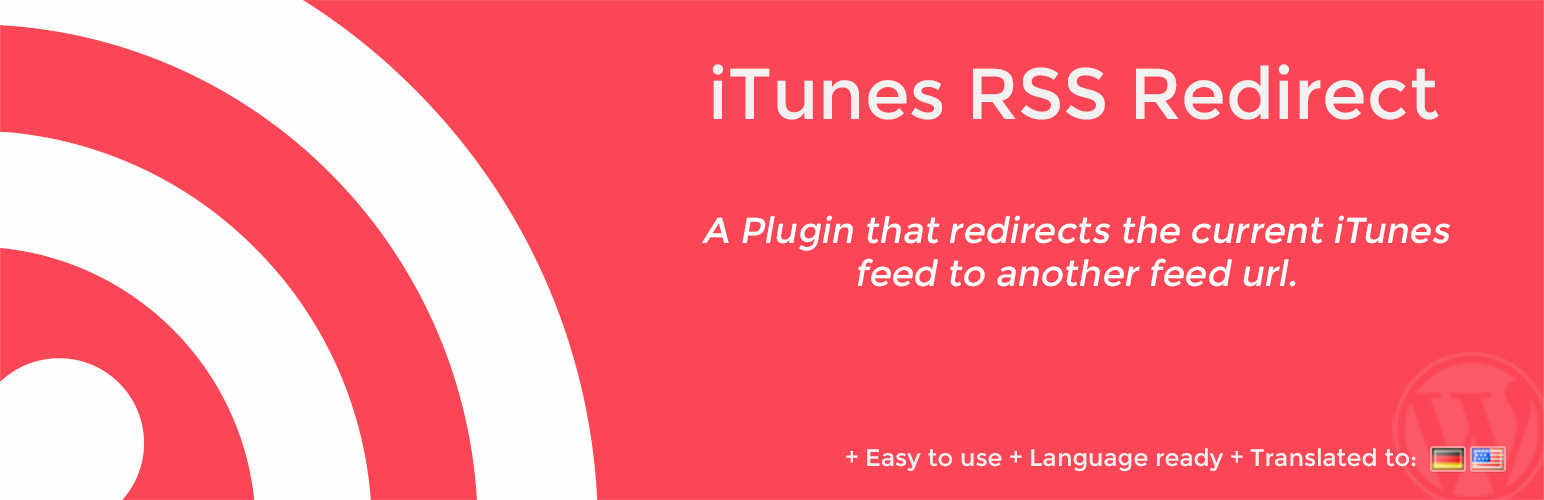 iTunes RSS Redirect
A Plugin that redirects the current iTunes
feed to another feed url.
+ Easy to use + Language ready + Translated to: